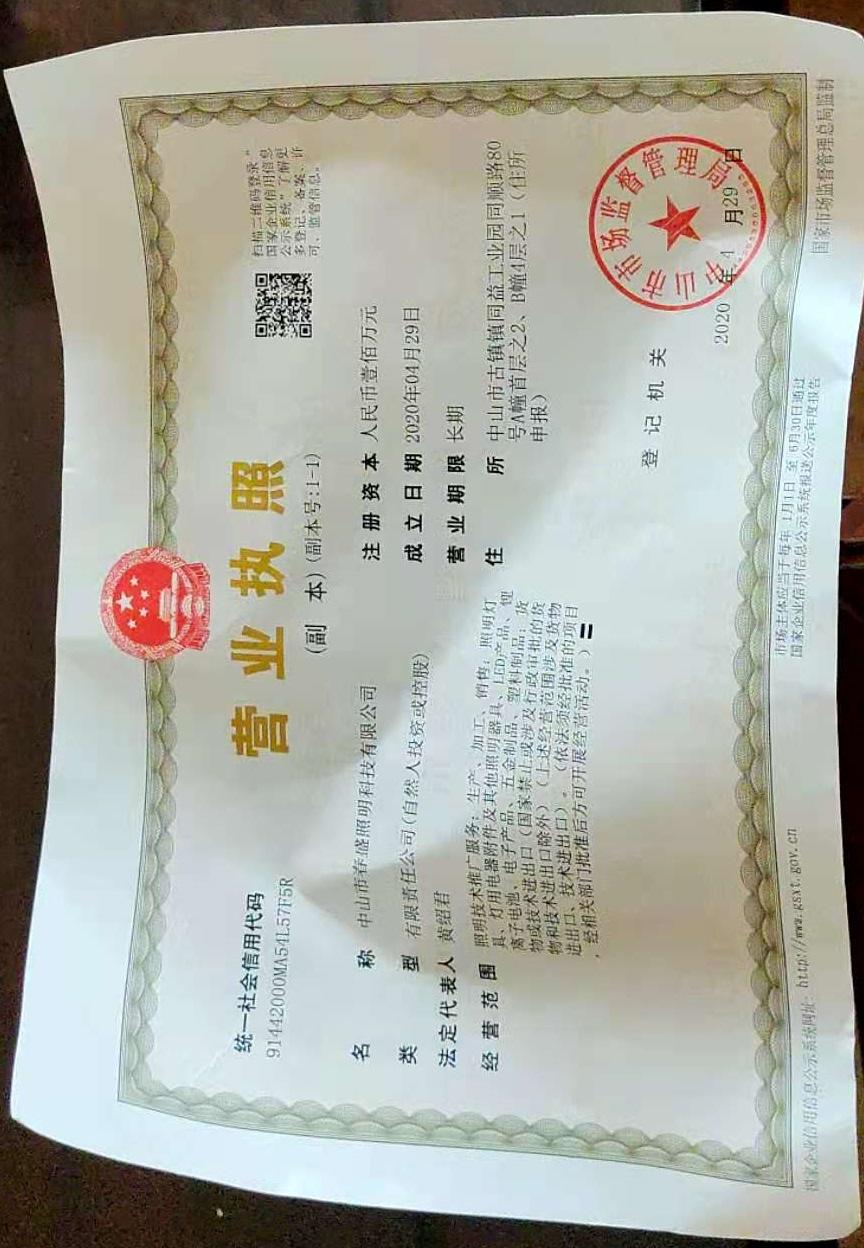 统一社会信用代码
91442000MA54L57F5R
营业执照
(副 本)(副本号:1-1)
扫描二维码登录"
国家企业信用信息
公示系统"了解更
多登记、备案、许
可、监管信息。
名 称 中山市春盛照明科技有限公司
类 型 有限责任公司(自然人投资或控股)
法定代表人 黄绍君
经营范围 照明技术推广服务;生产、加工、销售:照明灯
具、灯用电器附件及其他照明器具、LED产品、锂
离子电池、电子产品、五金制品、塑料制品;货
物或技术进出口(国家禁止或涉及行政审批的货
物和技术进出口除外)(上述经营范围涉及货物
进出口、技术进出口)。(依法须经批准的项目
,经相关部门批准后方可开展经营活动。)
注册资本 人民币壹佰万元
成立日期 2020年04月29日
营业期限 长期
住 所 中山市古镇镇同益工业园同顺路80
号A幢首层之2、B幢4层之1(住所
申报)
登记机关
中山市市场监督管理局
2020 年 4 月 29 日
国家企业信用信息公示系统网址: http://www.gsxt.gov.cn
市场主体应当于每年 1月1日 至 6月30日通过
国家企业信用信息公示系统报送公示年度报告
国家市场监督管理总局监制